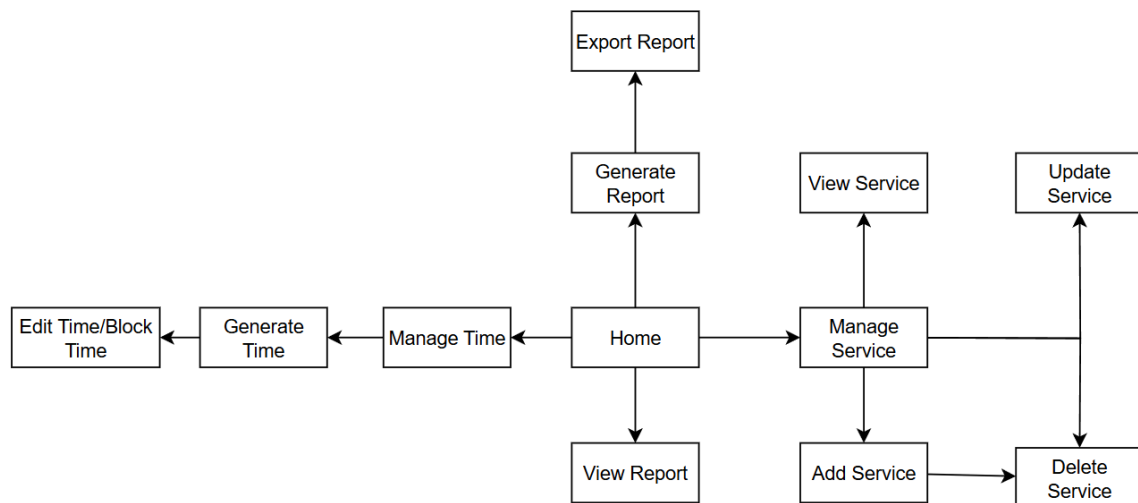 Export Report
Generate
Report
View Service
Update
Service
Edit Time/Block
Time
Generate
Time
Manage Time
Home
Manage
Service
View Report
Add Service
Delete
Service